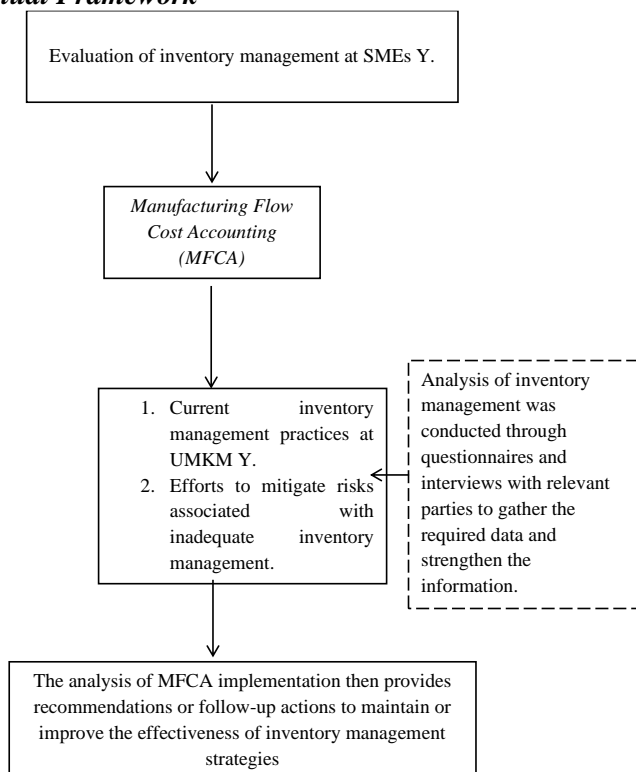 Evaluation of inventory management at SMEs Y.
Manufacturing Flow
Cost Accounting
(MFCA)
1. Current inventory
management practices at
UMKM Y.
2. Efforts to mitigate risks
associated with
inadequate inventory
management.
Analysis of inventory
management was
conducted through
questionnaires and
interviews with relevant
parties to gather the
required data and
strengthen the
information.
The analysis of MFCA implementation then provides
recommendations or follow-up actions to maintain or
improve the effectiveness of inventory management
strategies